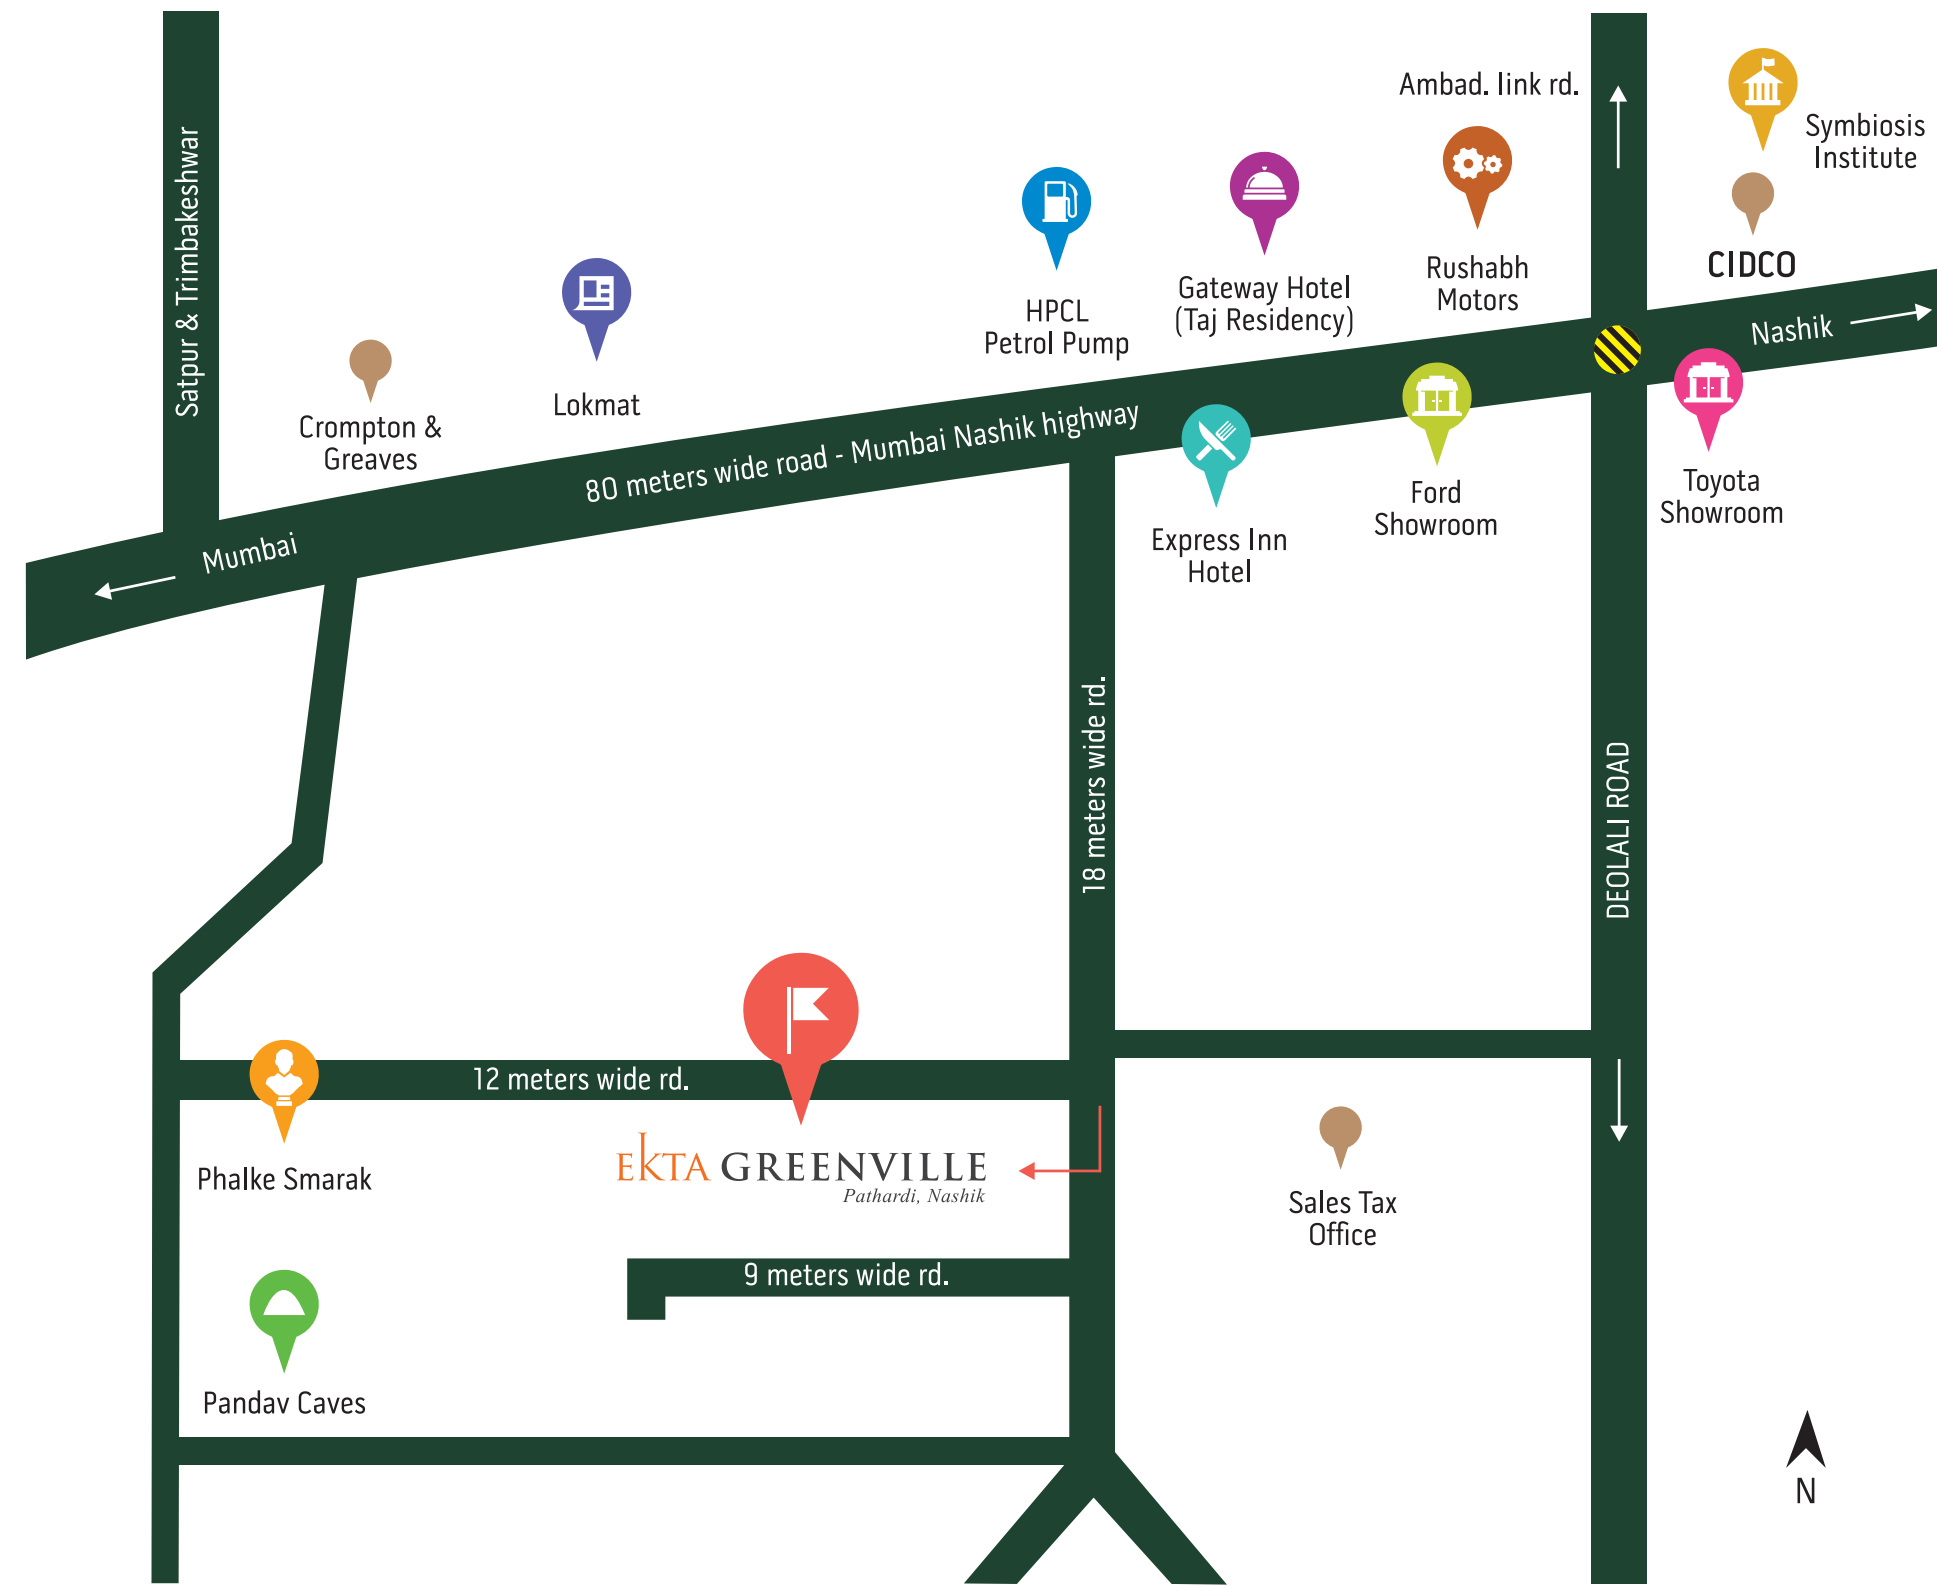 Ambad. link rd.
Symbiosis
Institute
Satpur & Trimbakeshwar
CIDCO
Rushabh
Motors
Gateway Hotel
(Taj Residency)
HPCL
Petrol Pump
Nashik
Lokmat
Crompton &
Greaves
80 meters wide road - Mumbai Nashik highway
Mumbai
Ford
Showroom
Toyota
Showroom
Express Inn
Hotel
18 meters wide rd.
DEOLALI ROAD
12 meters wide rd.
Phalke Smarak
EkTA GREENVILLE
Pathardi, Nashik
Sales Tax
Office
9 meters wide rd.
Pandav Caves
N